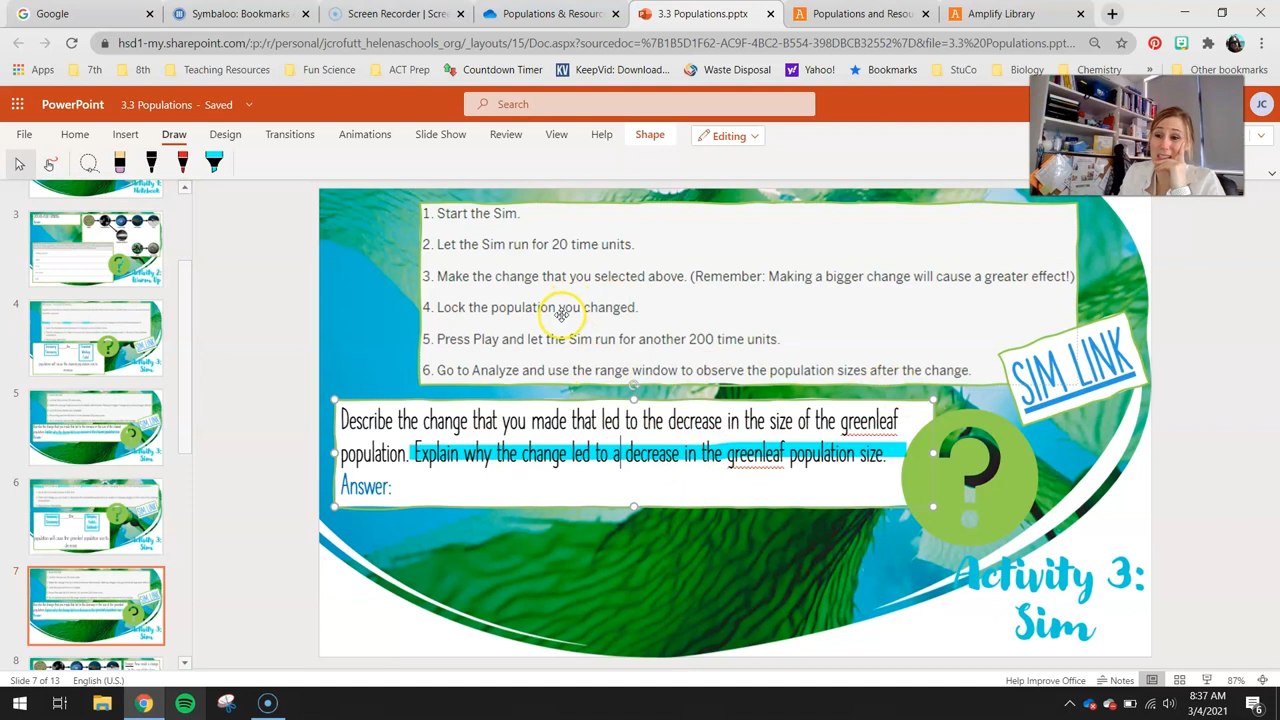 Google
Symbaloo: Bookmarks
Screen Recorder | Scre
Populations & Resource
3.3 Populations.pptx
Populations and Resou
Amplify Library
hsd1-my.sharepoint.com/:p:/r/personal/jcrofutt_helenaschools_org/_layouts/15/Doc.aspx?sourcedoc=%7B1B5D1F62-AC9F-4BC2-B554-398DBCB32552%7D&file=3.3%20Populations.ppt...
Apps
7th
8th
Teaching Resources
Fun Science
ACT Prep
Countdown Timer
KeepVid: Download...
Waste Disposal
Yahoo!
Bookmarks
StuCo
Biology
Chemistry
Other bookmarks
PowerPoint
3.3 Populations - Saved
Search
JC
File
Home
Insert
Draw
Design
Transitions
Animations
Slide Show
Review
View
Help
Shape
Editing
3
4
5
6
7
8
1. Start the Sim.
2. Let the Sim run for 20 time units.
3. Make the change that you selected above. (Remember: Making a bigger change will cause a greater effect!)
4. Lock the population you changed.
5. Press Play and let the Sim run for another 200 time units.
6. Go to Analyze and use the range window to observe the population sizes after the change.
SIM LINK
Describe the change that you made that led to the decrease in the size of the greenleaf
population. Explain why the change led to a decrease in the greenleaf population size.
Answer:
?
Activity 3:
Sim
Slide 7 of 13
English (U.S.)
Help Improve Office
Notes
87%
8:37 AM
3/4/2021
6